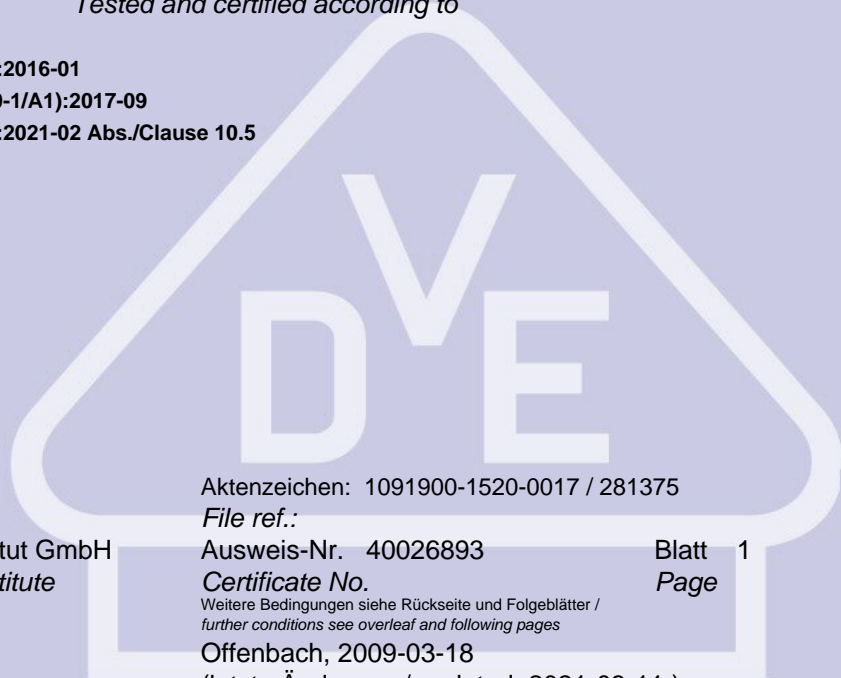 Tested and certified according to
:2016-01
-1/A1):2017-09
:2021-02 Abs./Clause 10.5
DVE
Aktenzeichen: 1091900-1520-0017 / 281375
File ref.:
tut GmbH Ausweis-Nr. 40026893 Blatt 1
titute Certificate No. Page
Weitere Bedingungen siehe Rückseite und Folgeblätter /
further conditions see overleaf and following pages
Offenbach, 2009-03-18